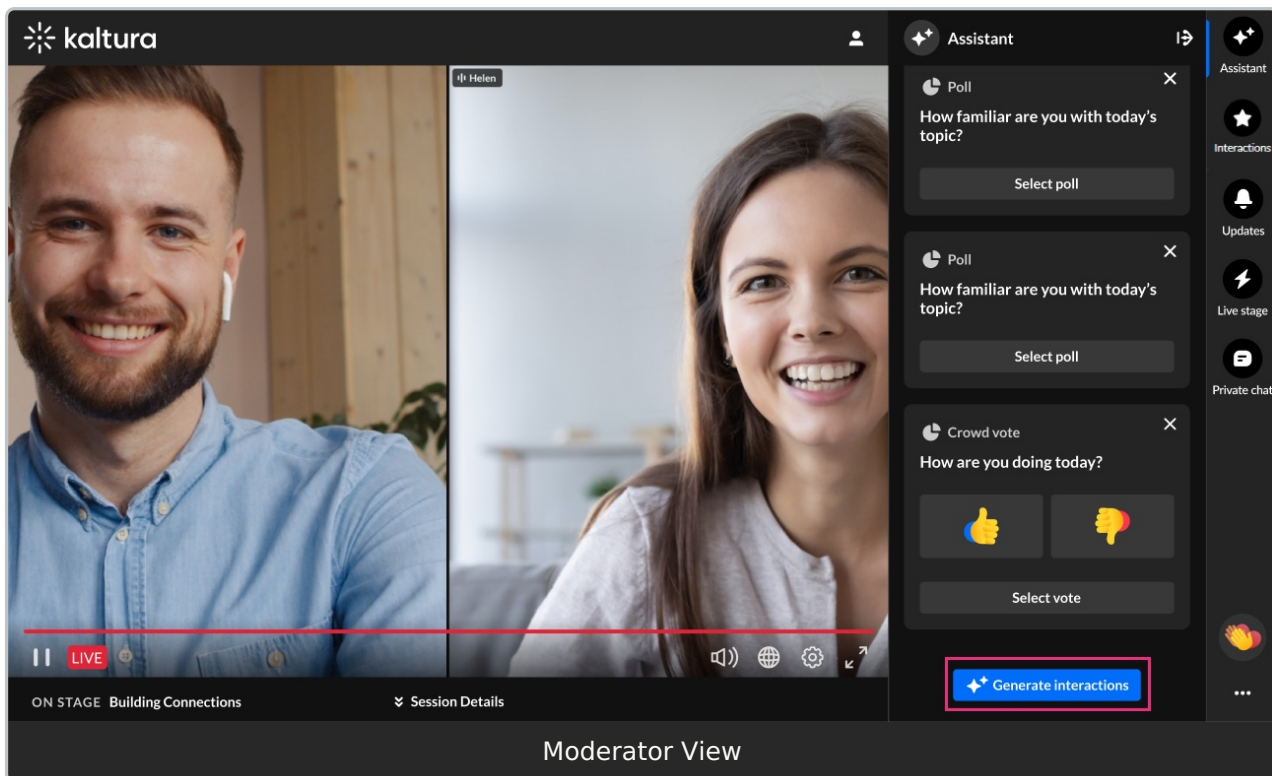 kaltura
Helen
LIVE
ON STAGE Building Connections
Session Details
Assistant
Poll
How familiar are you with today's
topic?
Select poll
Poll
How familiar are you with today's
topic?
Select poll
Crowd vote
How are you doing today?
Select vote
Generate interactions
Assistant
Interactions
Updates
Live stage
Private chat
Moderator View